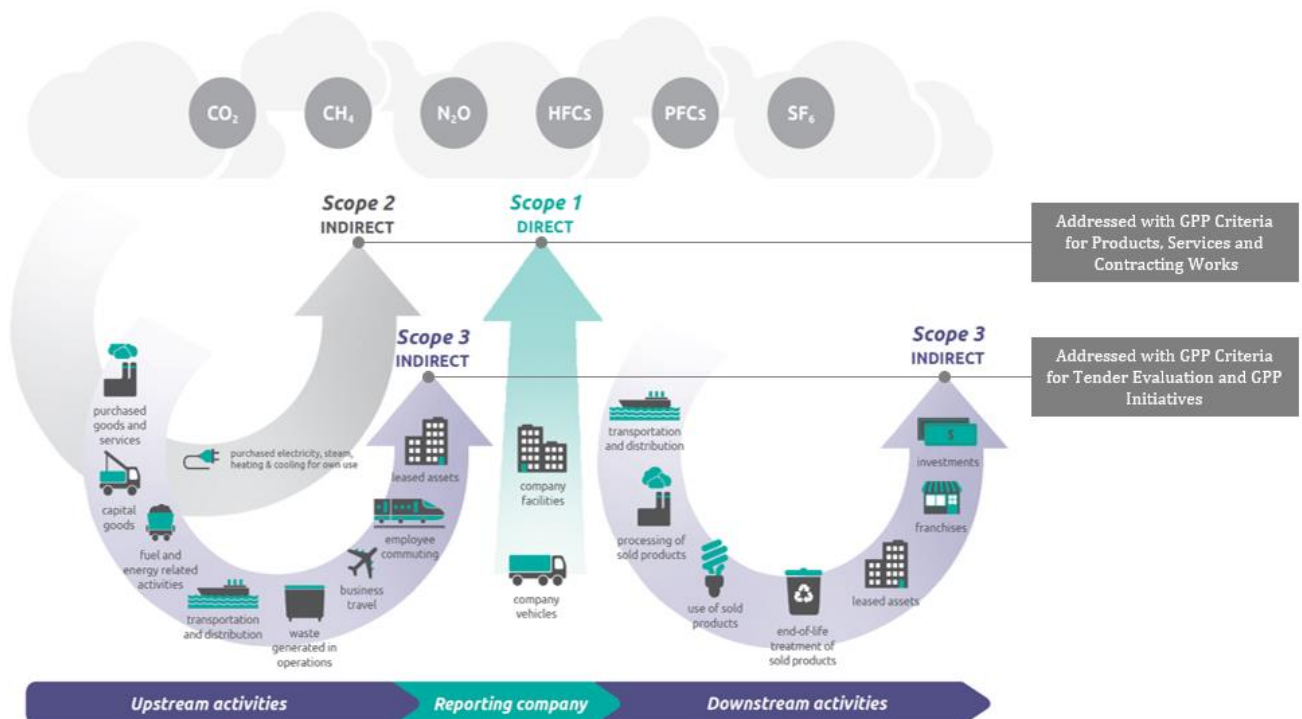 CO₂
CH₄
N₂O
HFCs
PFCs
SF₆
Scope 2
INDIRECT
Scope 1
DIRECT
Addressed with GPP Criteria
for Products, Services and
Contracting Works
Scope 3
INDIRECT
Scope 3
INDIRECT
Addressed with GPP Criteria
for Tender Evaluation and GPP
Initiatives
purchased
goods and
services
purchased electricity, steam,
heating & cooling for own use
capital
goods
fuel and
energy related
activities
transportation
and distribution
waste
generated in
operations
business
travel
employee
commuting
leased assets
company
facilities
company
vehicles
transportation
and distribution
processing of
sold products
use of sold
products
end-of-life
treatment of
sold products
leased assets
franchises
$
investments
Upstream activities
Reporting company
Downstream activities